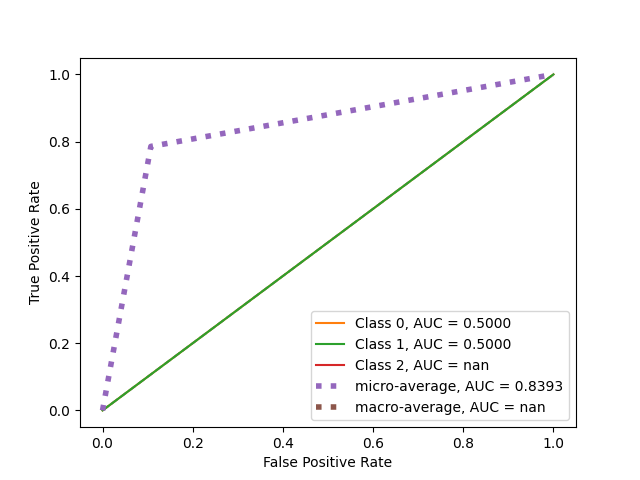 1.0
0.8
0.6
0.4
0.2
0.0
True Positive Rate
Class 0, AUC = 0.5000
Class 1, AUC = 0.5000
Class 2, AUC = nan
micro-average, AUC = 0.8393
macro-average, AUC = nan
0.0 0.2 0.4 0.6 0.8 1.0
False Positive Rate